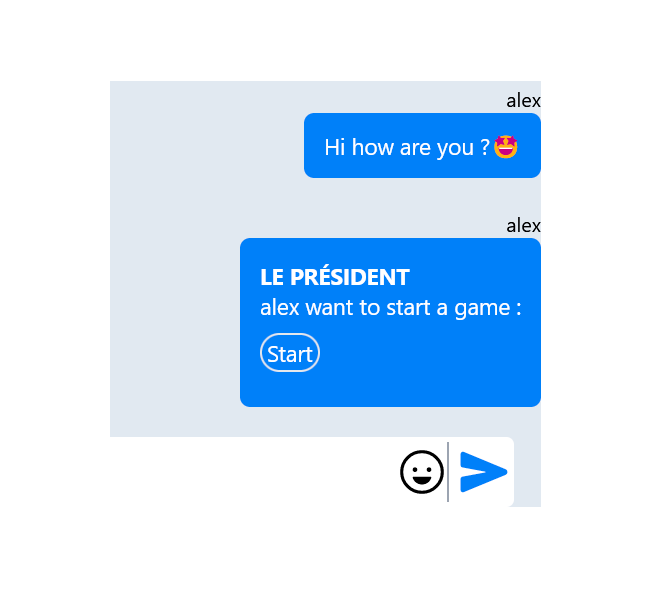 alex
Hi how are you ?🤩
alex
LE PRÉSIDENT
alex want to start a game :
Start